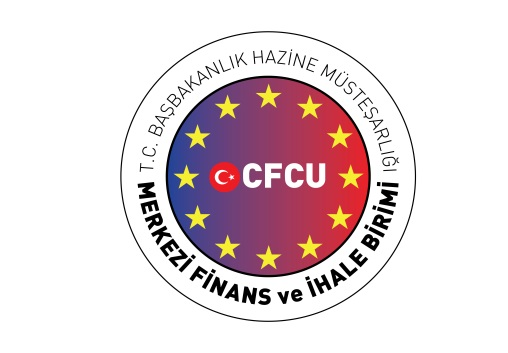 T.C. BAŞBAKANLIK HAZİNE MÜSTEŞARLIĞI
CFCU
MERKEZİ FİNANS ve İHALE BİRİMİ